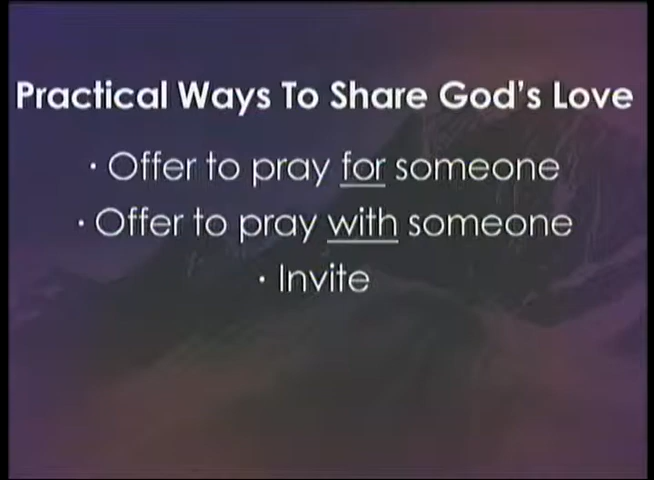 Practical Ways To Share God's Love
· Offer to pray for someone
· Offer to pray with someone
· Invite